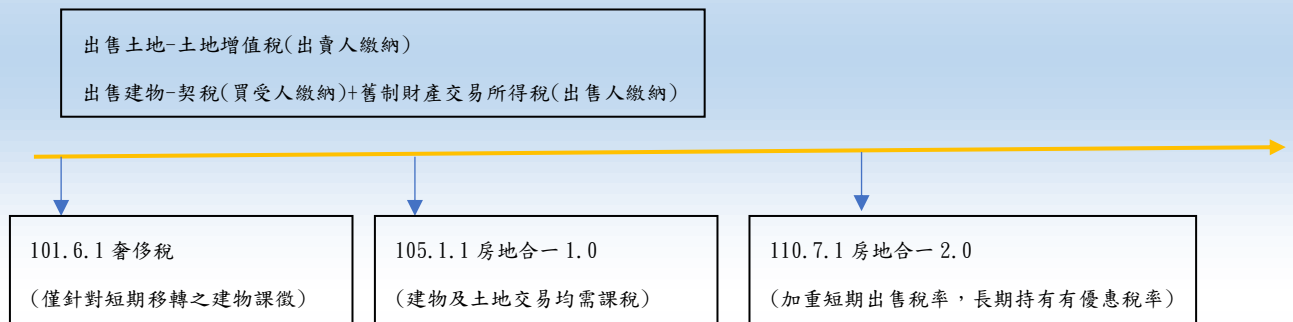 出售土地-土地增值稅(出賣人繳納)
出售建物-契稅(買受人繳納)+舊制財產交易所得稅(出售人繳納)
101.6.1 奢侈稅
(僅針對短期移轉之建物課徵)
105.1.1 房地合一 1.0
(建物及土地交易均需課稅)
110.7.1 房地合一 2.0
(加重短期出售稅率，長期持有有優惠稅率)